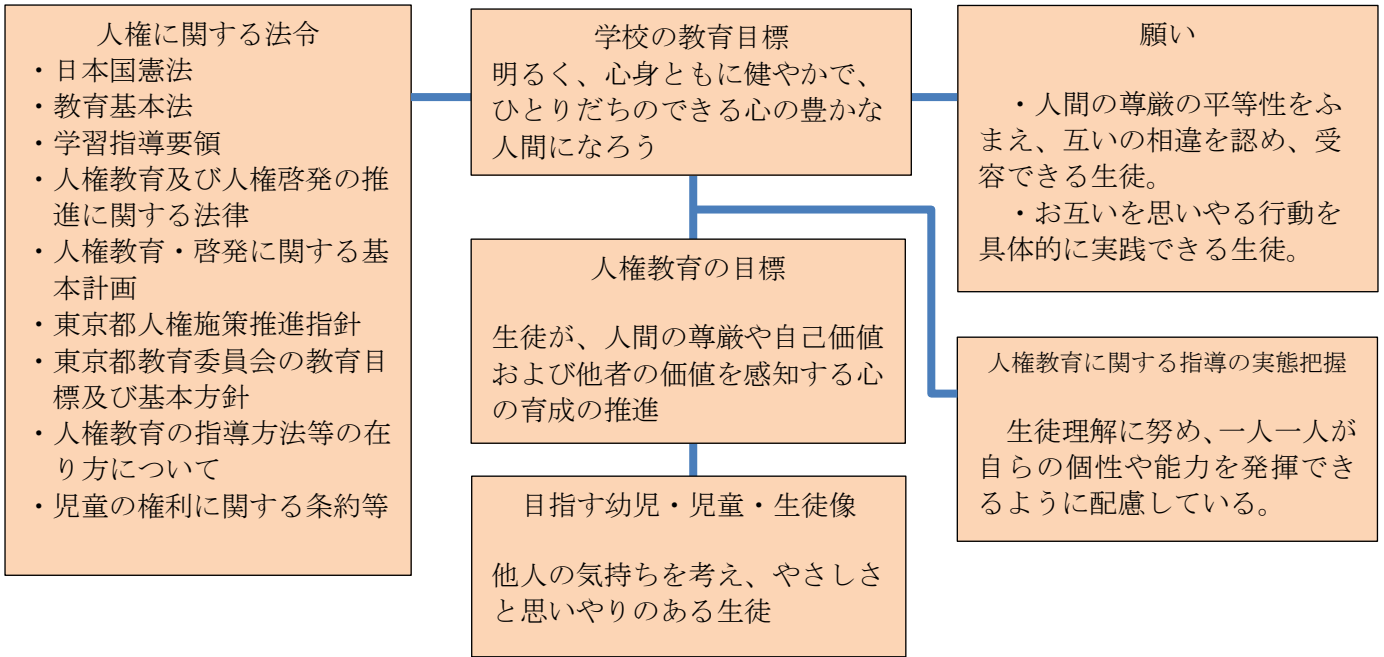 人権に関する法令
・日本国憲法
・教育基本法
・学習指導要領
・人権教育及び人権啓発の推
進に関する法律
・人権教育・啓発に関する基
本計画
・東京都人権施策推進指針
・東京都教育委員会の教育目
標及び基本方針
・人権教育の指導方法等の在
り方について
・児童の権利に関する条約等
学校の教育目標
明るく、心身ともに健やかで、
ひとりだちのできる心の豊かな
人間になろう
願い
・人間の尊厳の平等性をふ
まえ、互いの相違を認め、受
容できる生徒。
・お互いを思いやる行動を
具体的に実践できる生徒。
人権教育の目標
生徒が、人間の尊厳や自己価値
および他者の価値を感知する心
の育成の推進
人権教育に関する指導の実態把握
生徒理解に努め、一人一人が
自らの個性や能力を発揮でき
るように配慮している。
目指す幼児・児童・生徒像
他人の気持ちを考え、やさしさ
と思いやりのある生徒